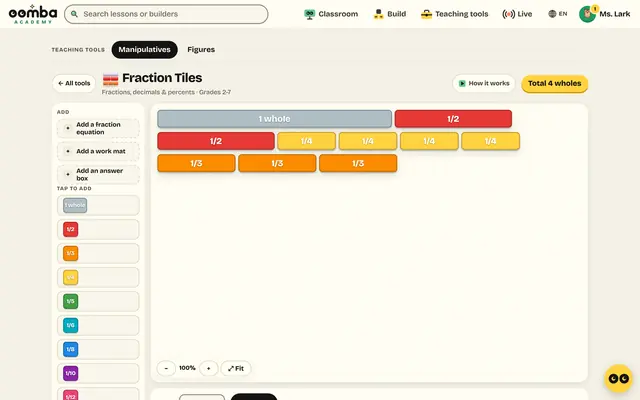 oomba
ACADEMY
Search lessons or builders
Classroom
Build
Teaching tools
Live
EN
1
Ms. Lark
TEACHING TOOLS
Manipulatives
Figures
← All tools
Fraction Tiles
Fractions, decimals & percents · Grades 2-7
How it works
Total 4 wholes
ADD
+ Add a fraction
equation
+ Add a work mat
+ Add an answer
box
TAP TO ADD
1 whole
1/2
1/3
1/4
1/5
1/6
1/8
1/10
1/12
1 whole
1/2
1/2
1/4
1/4
1/4
1/4
1/3
1/3
1/3
− 100% + Fit